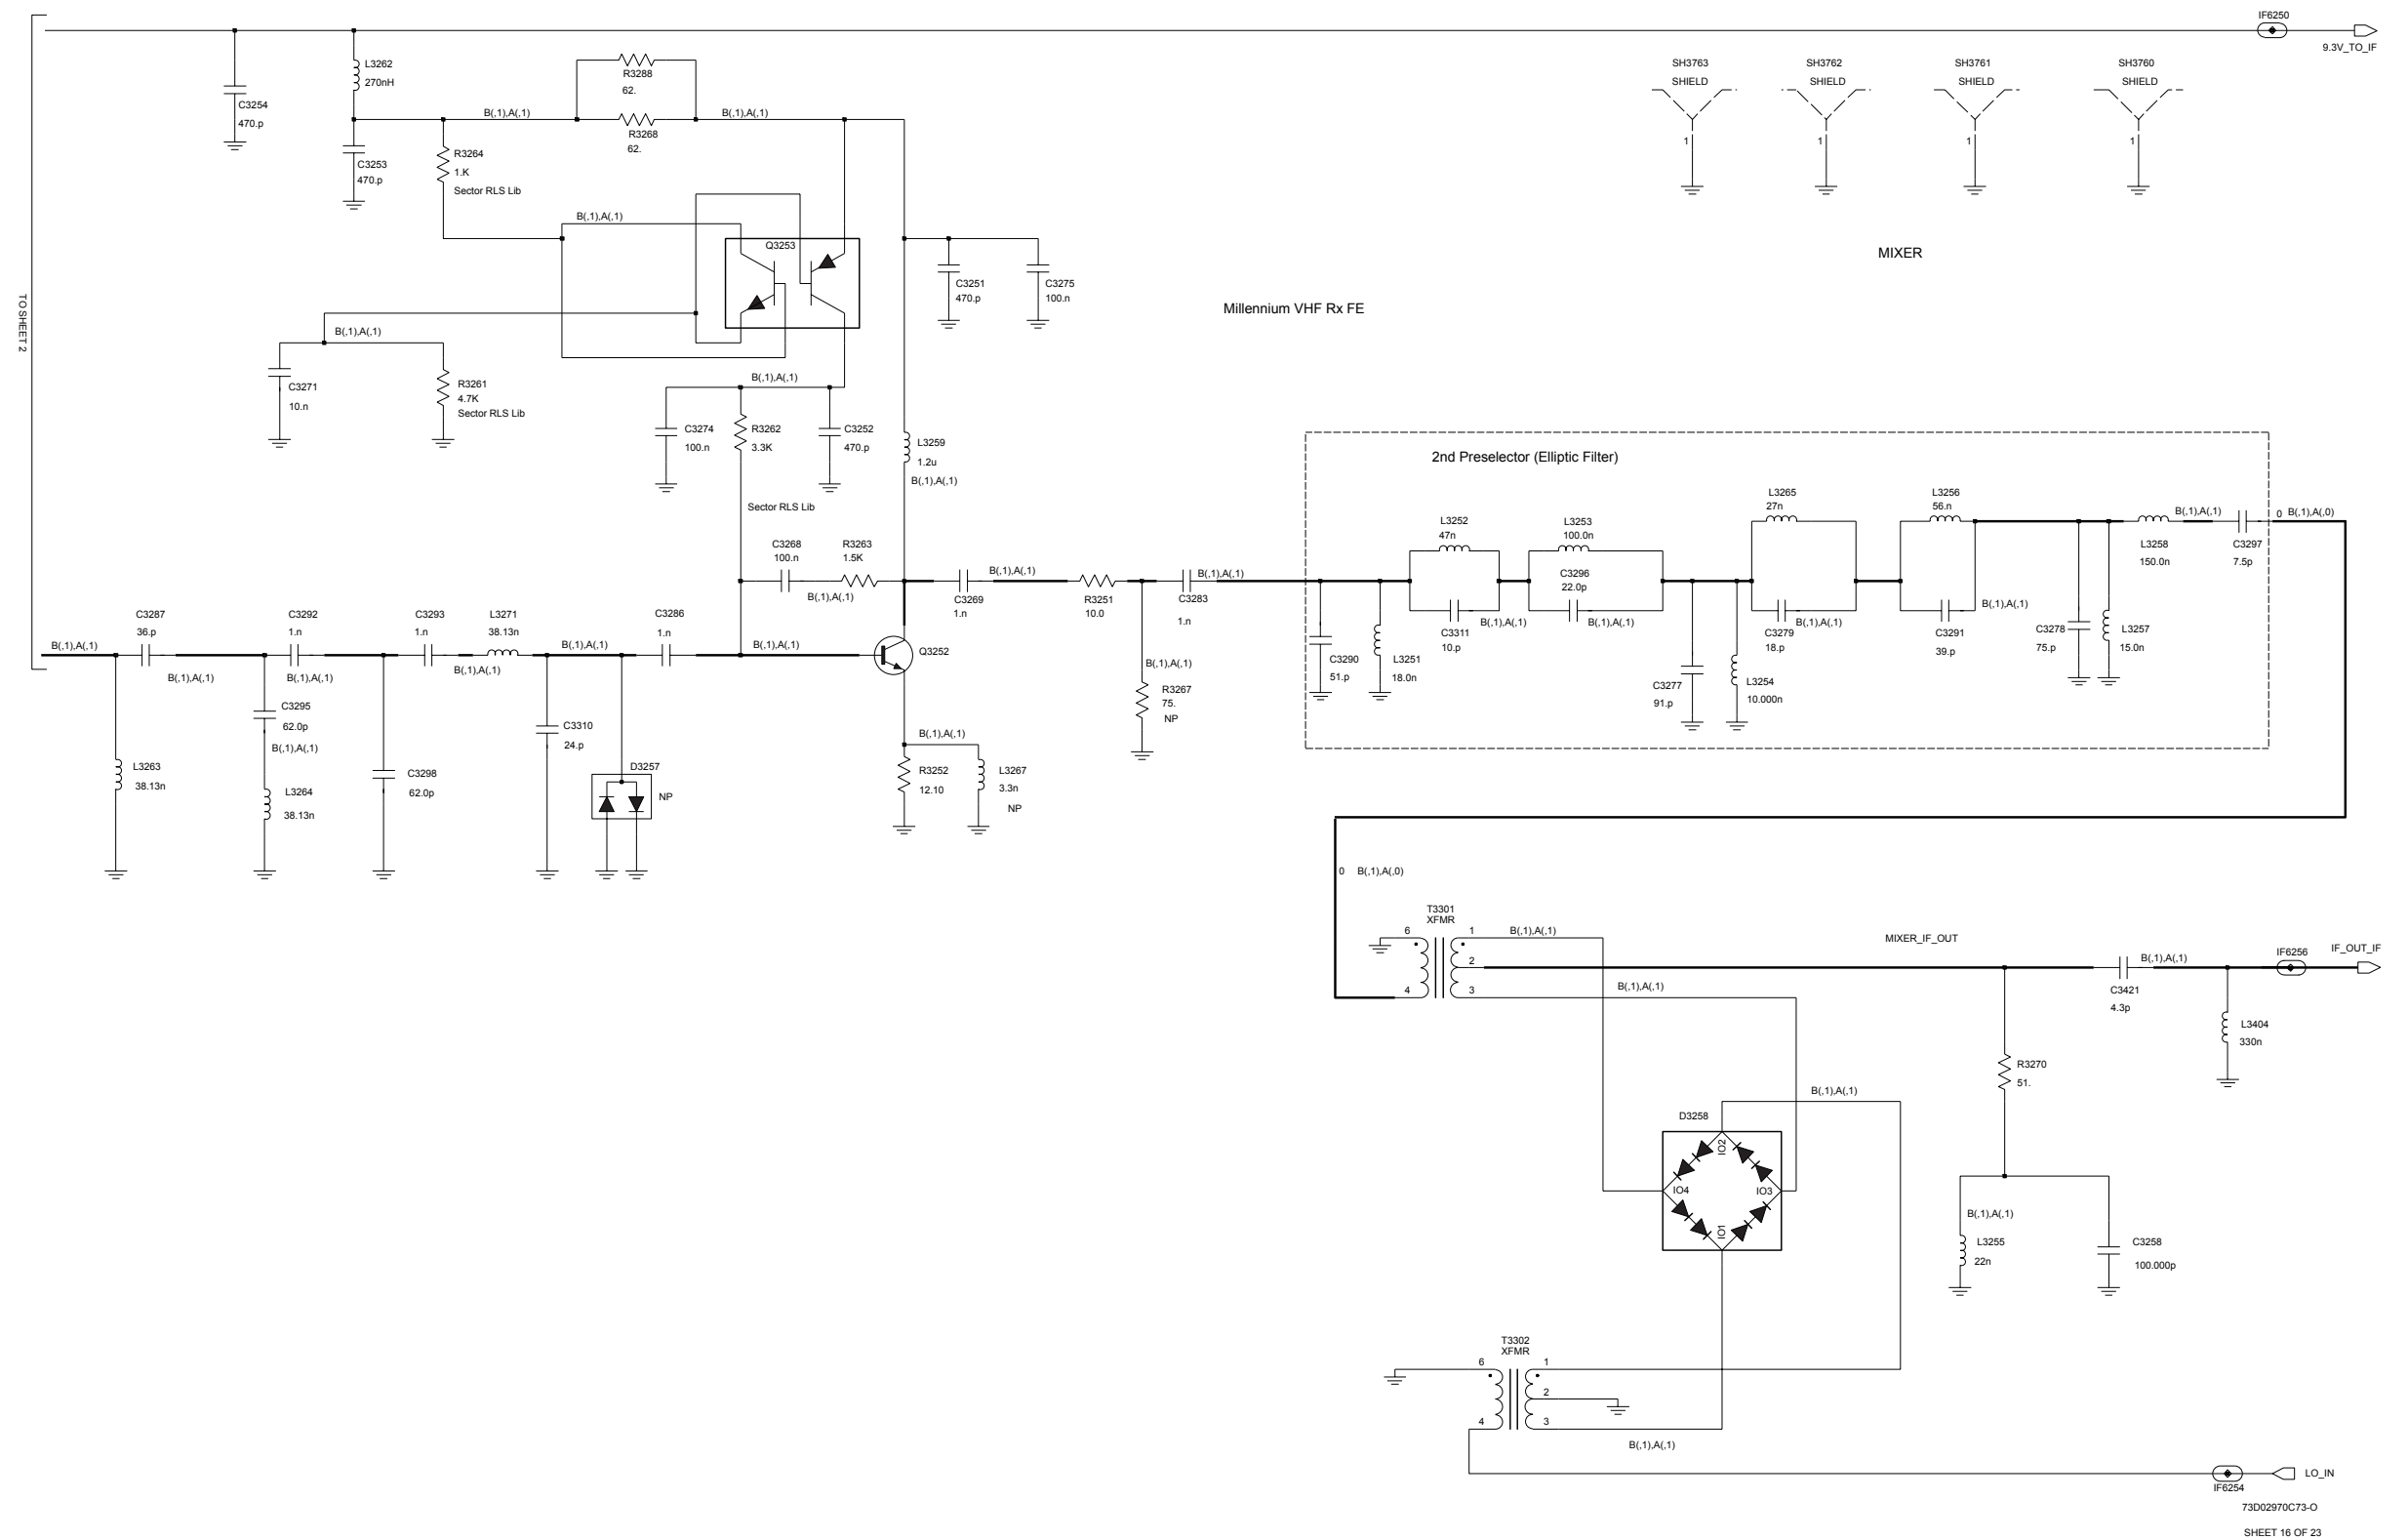 IF6250
9.3V_TO_IF
TO SHEET 2
C3254
470.p
L3262
270nH
C3253
470.p
R3264
1.K
Sector RLS Lib
B(,1),A(,1)
R3288
62.
R3268
62.
B(,1),A(,1)
SH3763
SHIELD
1
SH3762
SHIELD
1
SH3761
SHIELD
1
SH3760
SHIELD
1
MIXER
Millennium VHF Rx FE
B(,1),A(,1)
Q3253
C3251
470.p
C3275
100.n
B(,1),A(,1)
C3271
10.n
R3261
4.7K
Sector RLS Lib
B(,1),A(,1)
C3274
100.n
R3262
3.3K
C3252
470.p
L3259
1.2u
B(,1),A(,1)
Sector RLS Lib
C3268
100.n
R3263
1.5K
B(,1),A(,1)
C3269
1.n
B(,1),A(,1)
R3251
10.0
C3283
1.n
B(,1),A(,1)
B(,1),A(,1)
R3267
75.
NP
B(,1),A(,1)
C3287
36.p
B(,1),A(,1)
C3292
1.n
B(,1),A(,1)
C3293
1.n
B(,1),A(,1)
L3271
38.13n
B(,1),A(,1)
C3286
1.n
B(,1),A(,1)
Q3252
L3263
38.13n
C3295
62.0p
B(,1),A(,1)
L3264
38.13n
C3298
62.0p
C3310
24.p
D3257
NP
B(,1),A(,1)
R3252
12.10
L3267
3.3n
NP
2nd Preselector (Elliptic Filter)
C3290
51.p
L3251
18.0n
L3252
47n
C3311
10.p
B(,1),A(,1)
L3253
100.0n
C3296
22.0p
B(,1),A(,1)
C3277
91.p
L3254
10.000n
L3265
27n
C3279
18.p
B(,1),A(,1)
L3256
56.n
C3291
39.p
B(,1),A(,1)
C3278
75.p
L3257
15.0n
L3258
150.0n
B(,1),A(,1)
C3297
7.5p
0 B(,1),A(,0)
0 B(,1),A(,0)
T3301
XFMR
6
4
1
2
3
B(,1),A(,1)
B(,1),A(,1)
MIXER_IF_OUT
C3421
4.3p
B(,1),A(,1)
IF6256
IF_OUT_IF
L3404
330n
R3270
51.
B(,1),A(,1)
D3258
IO2
IO4
IO3
IO1
B(,1),A(,1)
L3255
22n
C3258
100.000p
T3302
XFMR
6
4
1
2
3
B(,1),A(,1)
LO_IN
IF6254
73D02970C73-O
SHEET 16 OF 23